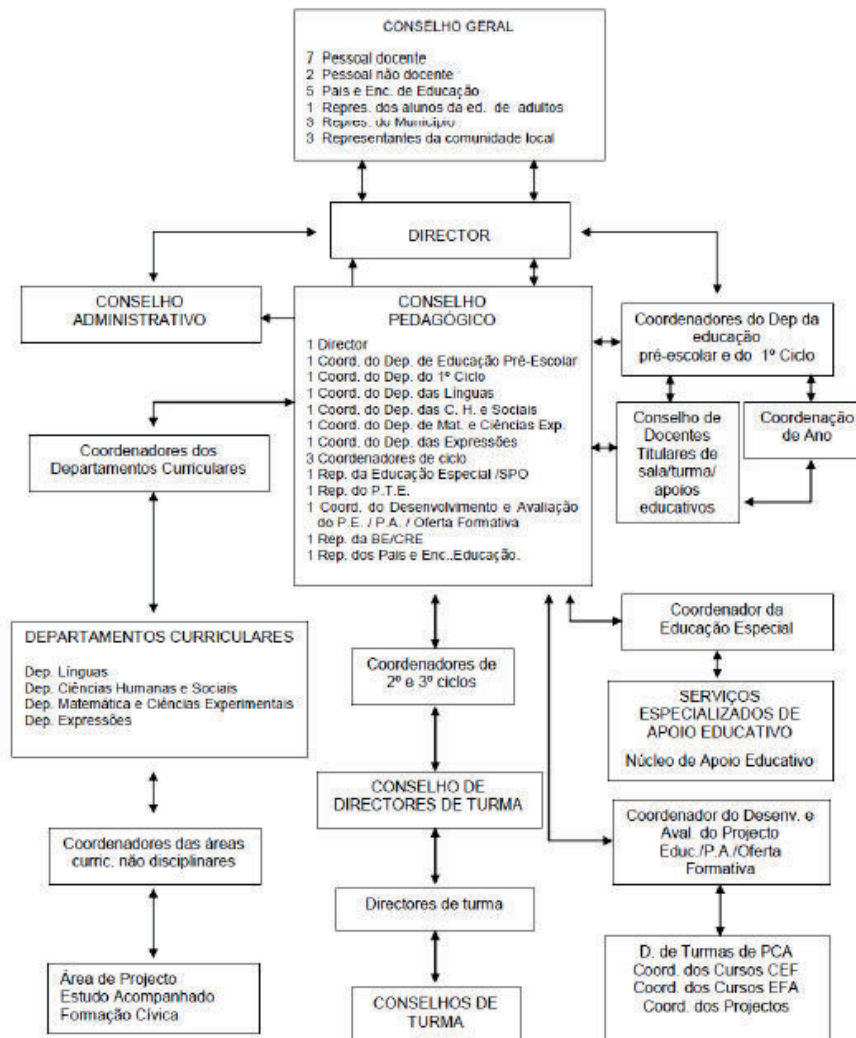 CONSELHO GERAL
7 Pessoal docente
2 Pessoal não docente
5 Pais e Enc. de Educação
1 Repres. dos alunos da ed. de adultos
3 Repres. do Município
3 Representantes da comunidade local
DIRECTOR
CONSELHO
ADMINISTRATIVO
CONSELHO
PEDAGÓGICO
1 Director
1 Coord. do Dep. de Educação Pré-Escolar
1 Coord. do Dep. do 1º Ciclo
1 Coord. do Dep. das Línguas
1 Coord. do Dep. das C. H. e Sociais
1 Coord. do Dep. de Mat. e Ciências Exp.
1 Coord. do Dep. das Expressões
3 Coordenadores de ciclo
1 Rep. da Educação Especial /SPO
1 Rep. do P.T.E.
1 Coord. do Desenvolvimento e Avaliação
do P.E. / P.A. / Oferta Formativa
1 Rep. da BE/CRE
1 Rep. dos Pais e Enc..Educação.
Coordenadores do Dep da
educação
pré-escolar e do 1º Ciclo
Conselho de
Docentes
Titulares de
sala/turma/
apoios
educativos
Coordenação
de Ano
Coordenadores dos
Departamentos Curriculares
DEPARTAMENTOS CURRICULARES
Dep. Línguas
Dep. Ciências Humanas e Sociais
Dep. Matemática e Ciências Experimentais
Dep. Expressões
Coordenadores de
2º e 3º ciclos
Coordenador da
Educação Especial
SERVIÇOS
ESPECIALIZADOS DE
APOIO EDUCATIVO
Núcleo de Apoio Educativo
CONSELHO DE
DIRECTORES DE TURMA
Coordenador do Desenv. e
Aval. do Projecto
Educ./P.A./Oferta
Formativa
Coordenadores das áreas
curric. não disciplinares
Directores de turma
Área de Projecto
Estudo Acompanhado
Formação Cívica
CONSELHOS DE
TURMA
D. de Turmas de PCA
Coord. dos Cursos CEF
Coord. dos Cursos EFA
Coord. dos Projectos